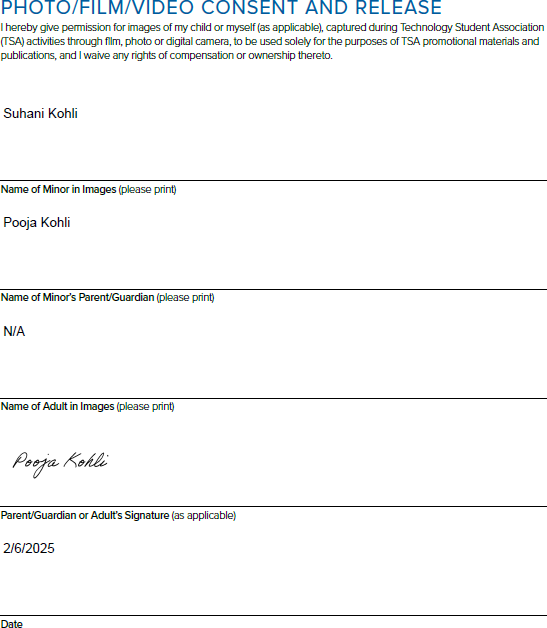 PHOTO/FILM/VIDEO CONSENT AND RELEASE
I hereby give permission for images of my child or myself (as applicable), captured during Technology Student Association
(TSA) activities through film, photo or digital camera, to be used solely for the purposes of TSA promotional materials and
publications, and I waive any rights of compensation or ownership thereto.
Suhani Kohli
Name of Minor in Images (please print)
Pooja Kohli
Name of Minor's Parent/Guardian (please print)
N/A
Name of Adult in Images (please print)
Pooja Kohli
Parent/Guardian or Adult's Signature (as applicable)
2/6/2025
Date